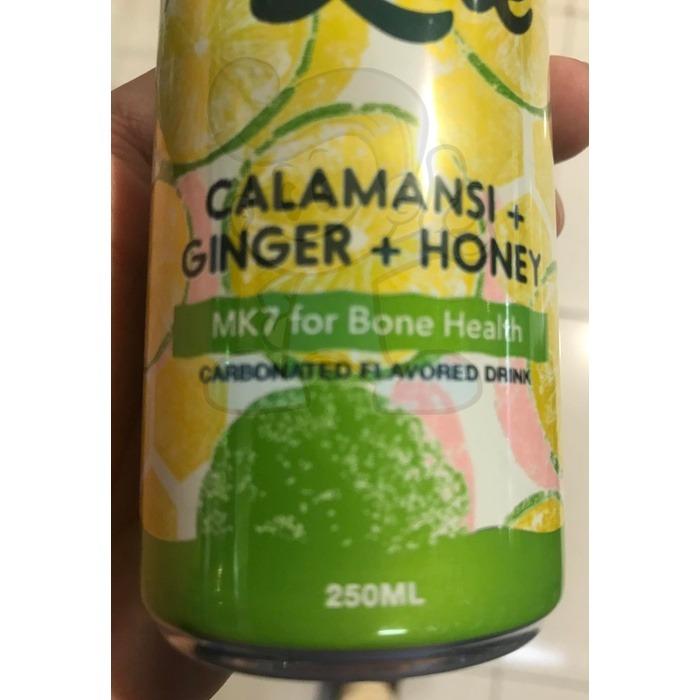 CALAMANSI +
GINGER + HONEY
MK7 for Bone Health
CARBONATED FLAVORED DRINK
250ML